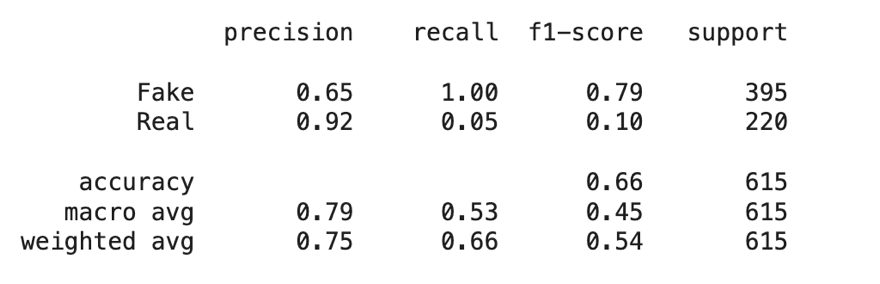 precision recall f1-score support
Fake 0.65 1.00 0.79 395
Real 0.92 0.05 0.10 220
accuracy 0.66 615
macro avg 0.79 0.53 0.45 615
weighted avg 0.75 0.66 0.54 615